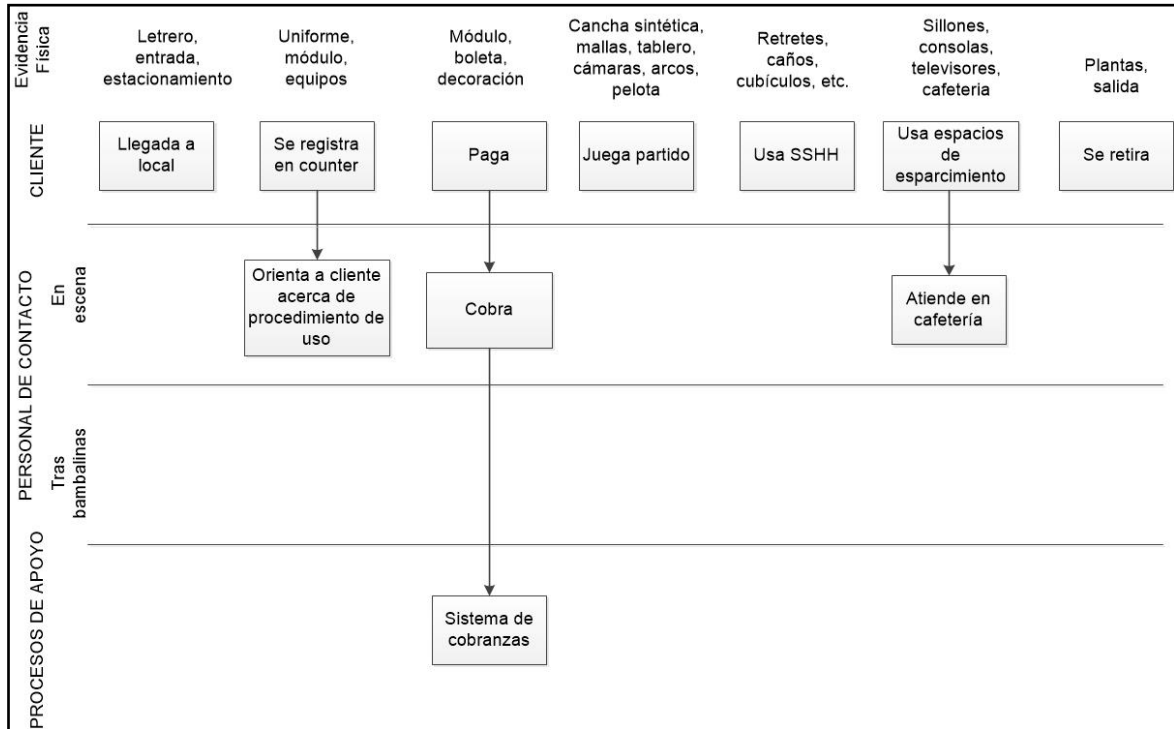 Evidencia
Física
Letrero,
entrada,
estacionamiento
Uniforme,
módulo,
equipos
Módulo,
boleta,
decoración
Cancha sintética,
mallas, tablero,
cámaras, arcos,
pelota
Retretes,
caños,
cubículos, etc.
Sillones,
consolas,
televisores,
cafeteria
Plantas,
salida
CLIENTE
Llegada a
local
Se registra
en counter
Paga
Juega partido
Usa SSHH
Usa espacios
de
esparcimiento
Se retira
PERSONAL DE CONTACTO
En
escena
Orienta a cliente
acerca de
procedimiento de
uso
Cobra
Atiende en
cafetería
Tras
bambalinas
PROCESOS DE APOYO
Sistema de
cobranzas